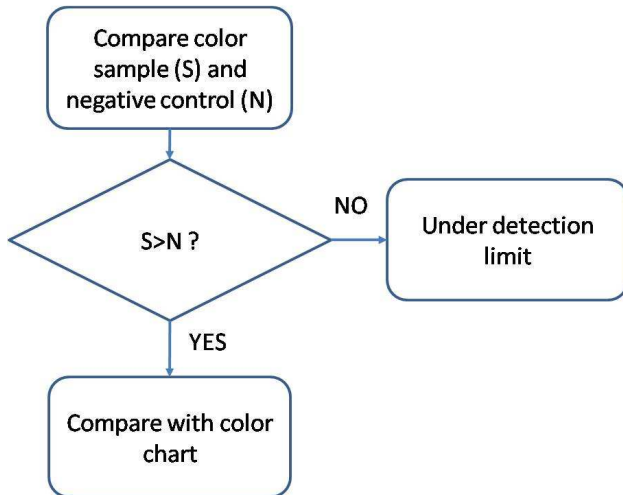 Compare color
sample (S) and
negative control (N)
S>N ?
NO
Under detection
limit
YES
Compare with color
chart